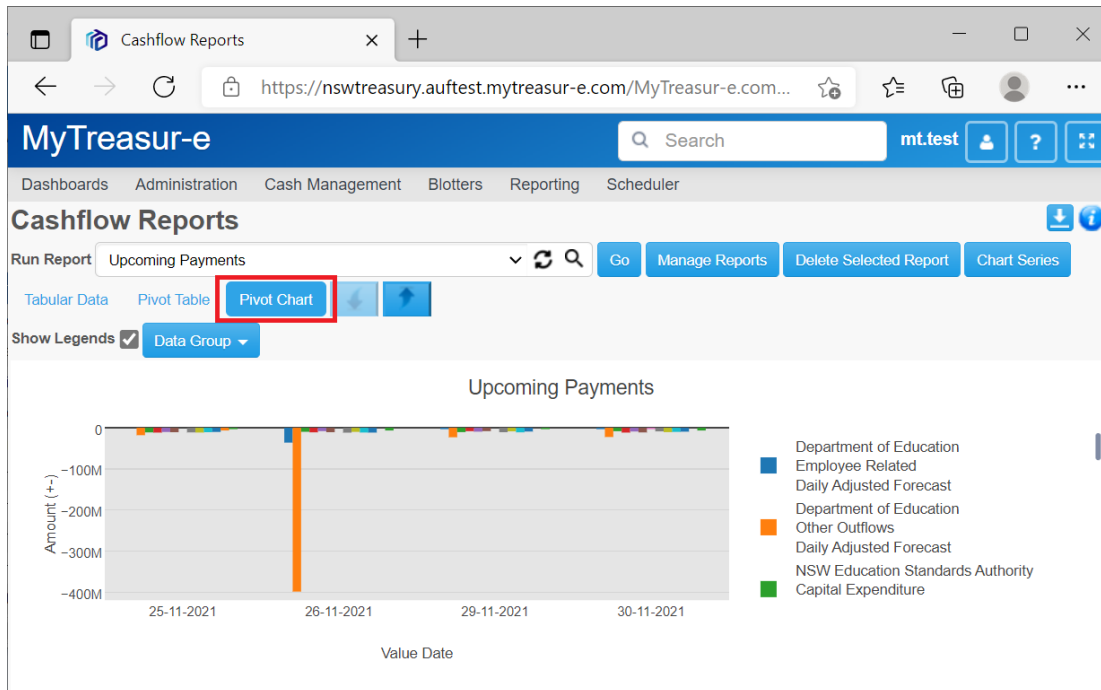 Cashflow Reports
https://nswtreasury.auftest.mytreasur-e.com/MyTreasur-e.com...
MyTreasur-e
Search
mt.test
?
Dashboards Administration Cash Management Blotters Reporting Scheduler
Cashflow Reports
i
Run Report Upcoming Payments Go Manage Reports Delete Selected Report Chart Series
Tabular Data Pivot Table Pivot Chart
Show Legends Data Group
Upcoming Payments
0
−100M
−200M
−300M
−400M
Amount (+-)
25-11-2021 26-11-2021 29-11-2021 30-11-2021
Value Date
Department of Education
Employee Related
Daily Adjusted Forecast
Department of Education
Other Outflows
Daily Adjusted Forecast
NSW Education Standards Authority
Capital Expenditure